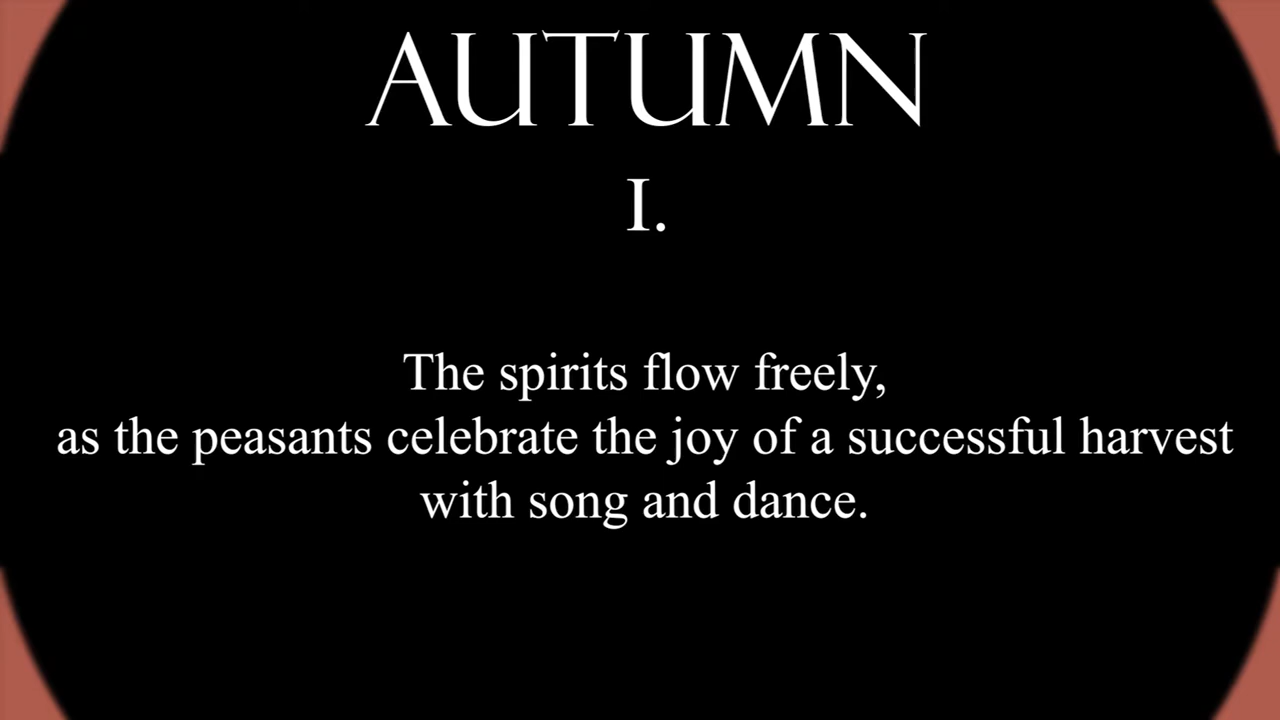 AUTUMN
I.
The spirits flow freely,
as the peasants celebrate the joy of a successful harvest
with song and dance.